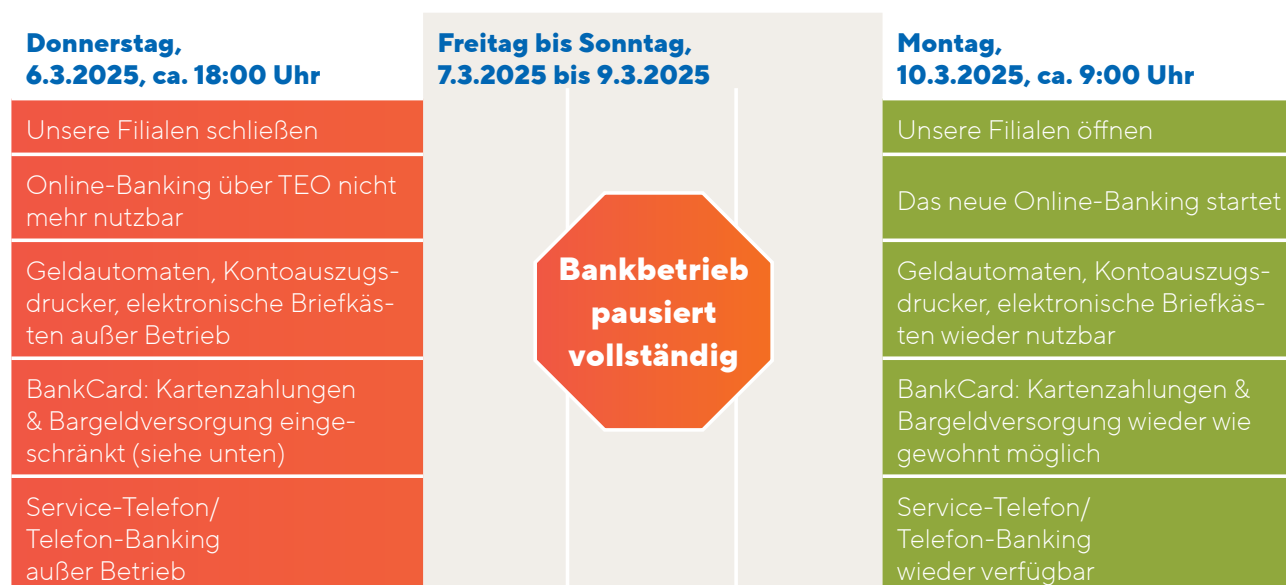 Donnerstag,
6.3.2025, ca. 18:00 Uhr
Unsere Filialen schließen
Online-Banking über TEO nicht
mehr nutzbar
Geldautomaten, Kontoauszugs-
drucker, elektronische Briefkäs-
ten außer Betrieb
BankCard: Kartenzahlungen
& Bargeldversorgung einge-
schränkt (siehe unten)
Service-Telefon/
Telefon-Banking
außer Betrieb
Freitag bis Sonntag,
7.3.2025 bis 9.3.2025
Bankbetrieb
pausiert
vollständig
Montag,
10.3.2025, ca. 9:00 Uhr
Unsere Filialen öffnen
Das neue Online-Banking startet
Geldautomaten, Kontoauszugs-
drucker, elektronische Briefkäs-
ten wieder nutzbar
BankCard: Kartenzahlungen &
Bargeldversorgung wieder wie
gewohnt möglich
Service-Telefon/
Telefon-Banking
wieder verfügbar